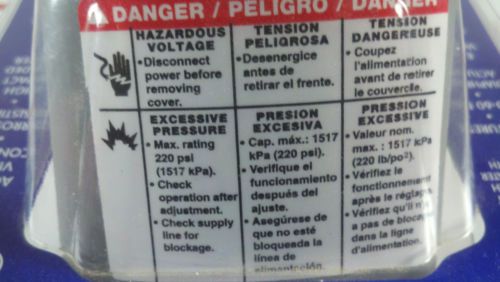 DANGER / PELIGRO / DANGER
HAZARDOUS
VOLTAGE
• Disconnect
power before
removing
cover.
TENSION
PELIGROSA
• Desenergice
antes de
retirar el frente.
TENSION
DANGEREUSE
• Coupez
l'alimentation
avant de retirer
le couvercile.
EXCESSIVE
PRESSURE
• Max. rating
220 psi
(1517 kPa).
• Check
operation after
adjustment.
• Check supply
line for
blockage.
PRESION
EXCESIVA
• Cap. máx.: 1517
kPa (220 psi).
• Verifique el
funcionamiento
después del
ajuste.
• Asegúrese de
que no esté
bloqueada la
línea de
alimentación.
PRESSION
EXCESSIVE
• Valeur nom.
max. : 1517 kPa
(220 lb/po²).
• Vérifiez le
fonctionnement
après le réglage.
• Vérifiez qu'il n'y
a pas de blocage
dans la ligne
d'alimentation.